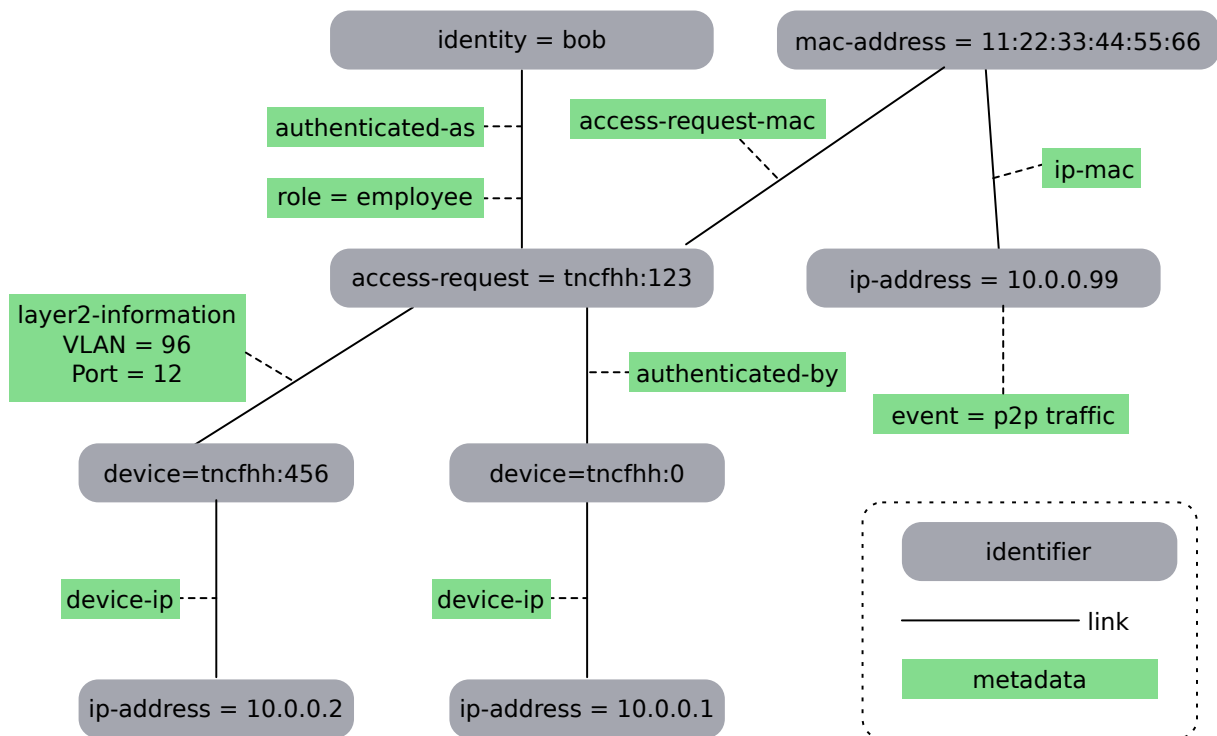 identity = bob
mac-address = 11:22:33:44:55:66
authenticated-as
access-request-mac
ip-mac
role = employee
access-request = tncfhh:123
ip-address = 10.0.0.99
layer2-information
VLAN = 96
Port = 12
authenticated-by
event = p2p traffic
device=tncfhh:456
device=tncfhh:0
identifier
device-ip
device-ip
link
metadata
ip-address = 10.0.0.2
ip-address = 10.0.0.1